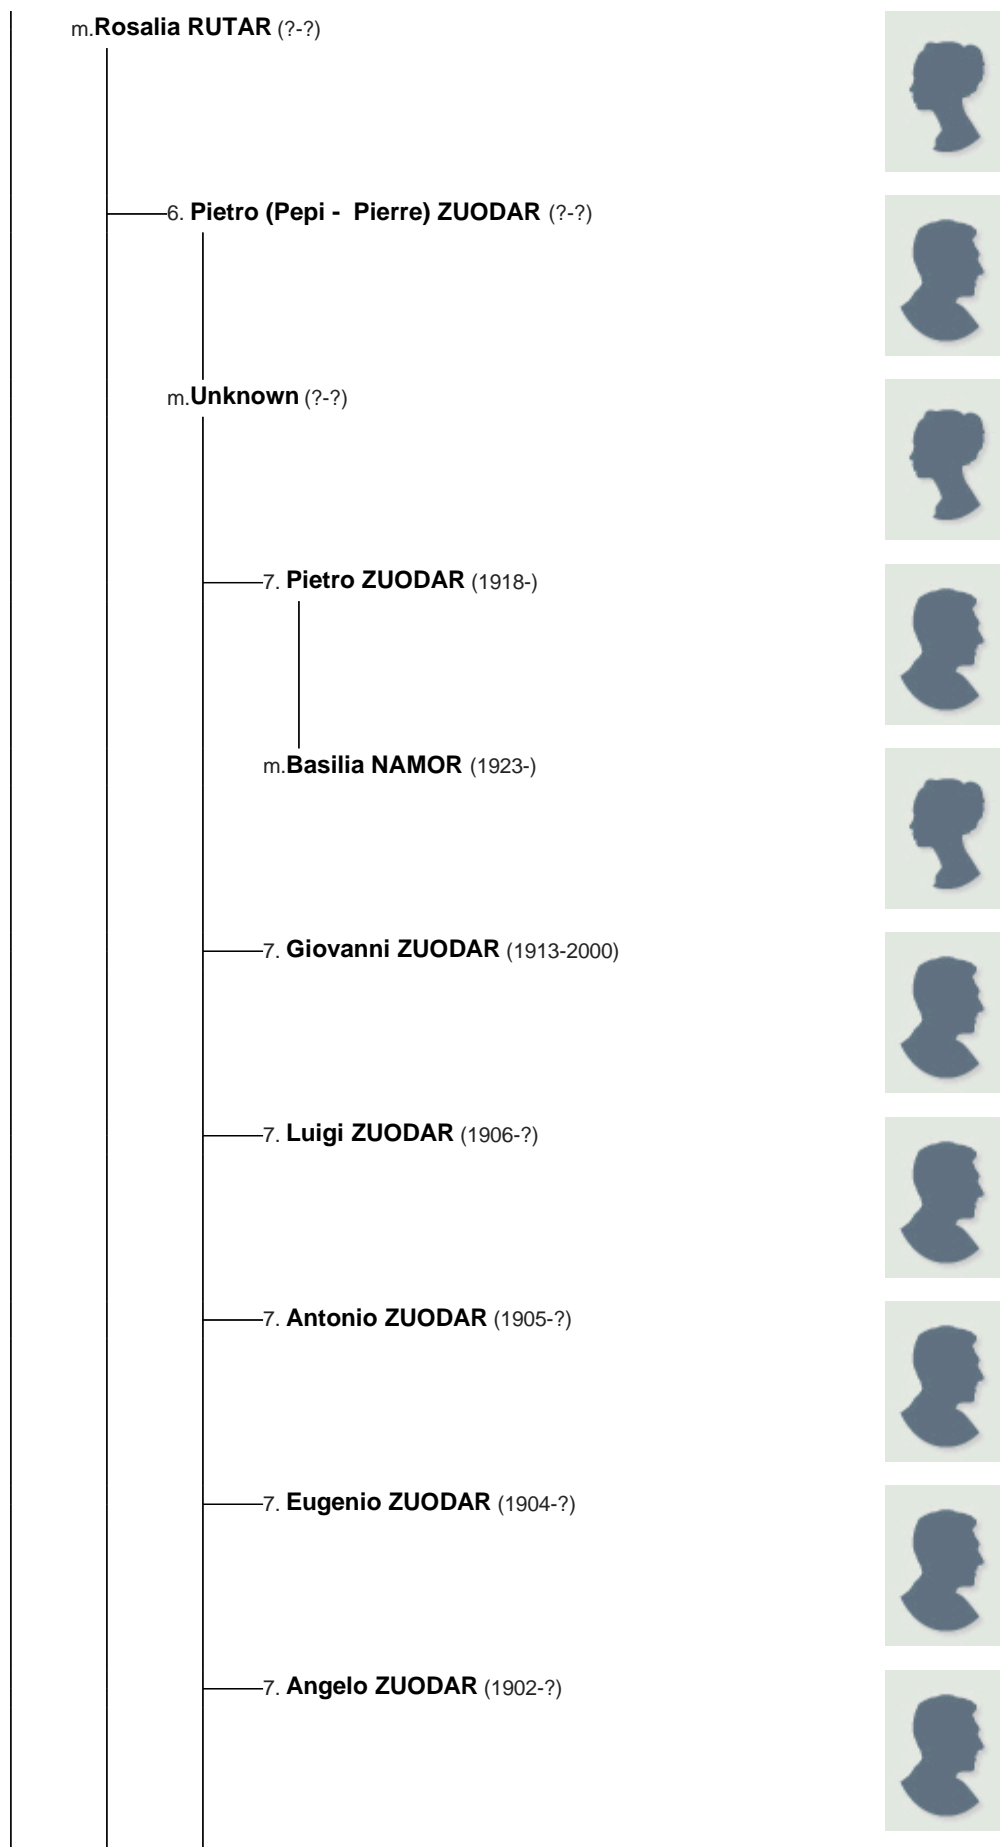 m.Rosalia RUTAR (?-?)
6. Pietro (Pepi - Pierre) ZUODAR (?-?)
m.Unknown (?-?)
7. Pietro ZUODAR (1918-)
m.Basilia NAMOR (1923-)
7. Giovanni ZUODAR (1913-2000)
7. Luigi ZUODAR (1906-?)
7. Antonio ZUODAR (1905-?)
7. Eugenio ZUODAR (1904-?)
7. Angelo ZUODAR (1902-?)